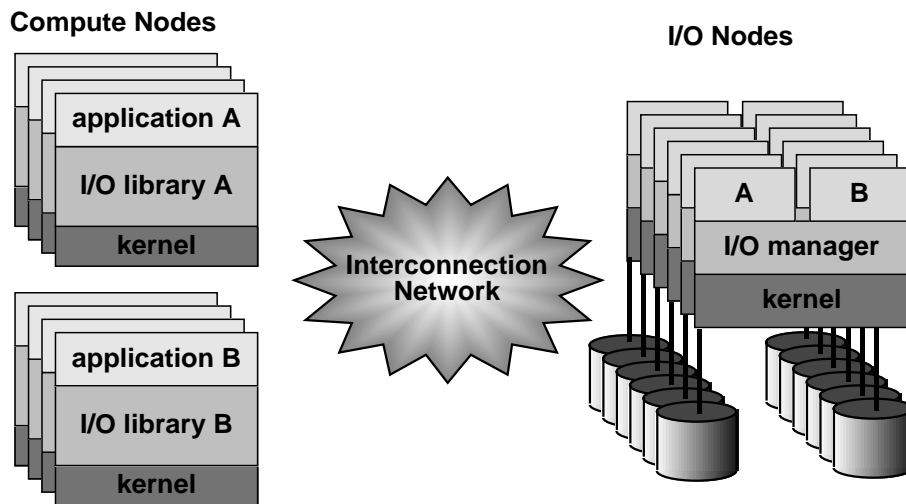 Compute Nodes
application A
I/O library A
kernel
application B
I/O library B
kernel
Interconnection
Network
I/O Nodes
A B
I/O manager
kernel